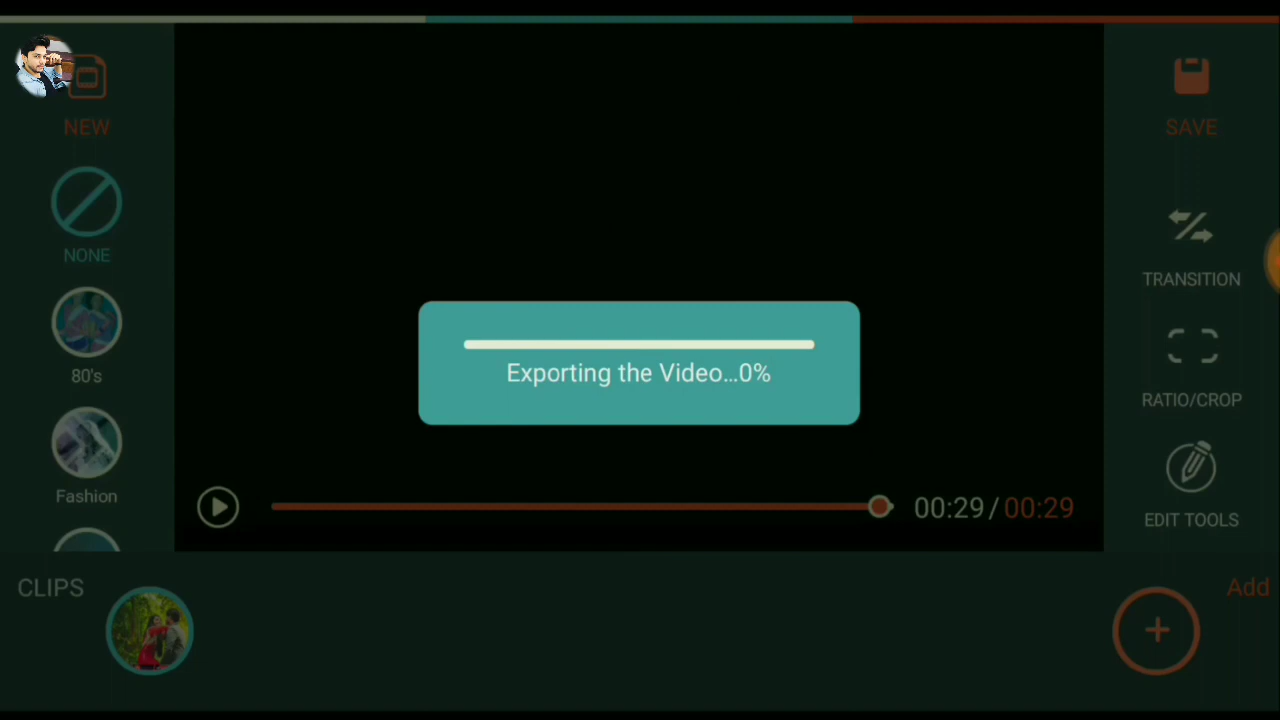 NEW
NONE
80's
Fashion
SAVE
TRANSITION
RATIO/CROP
EDIT TOOLS
Exporting the Video...0%
00:29/00:29
CLIPS
Add